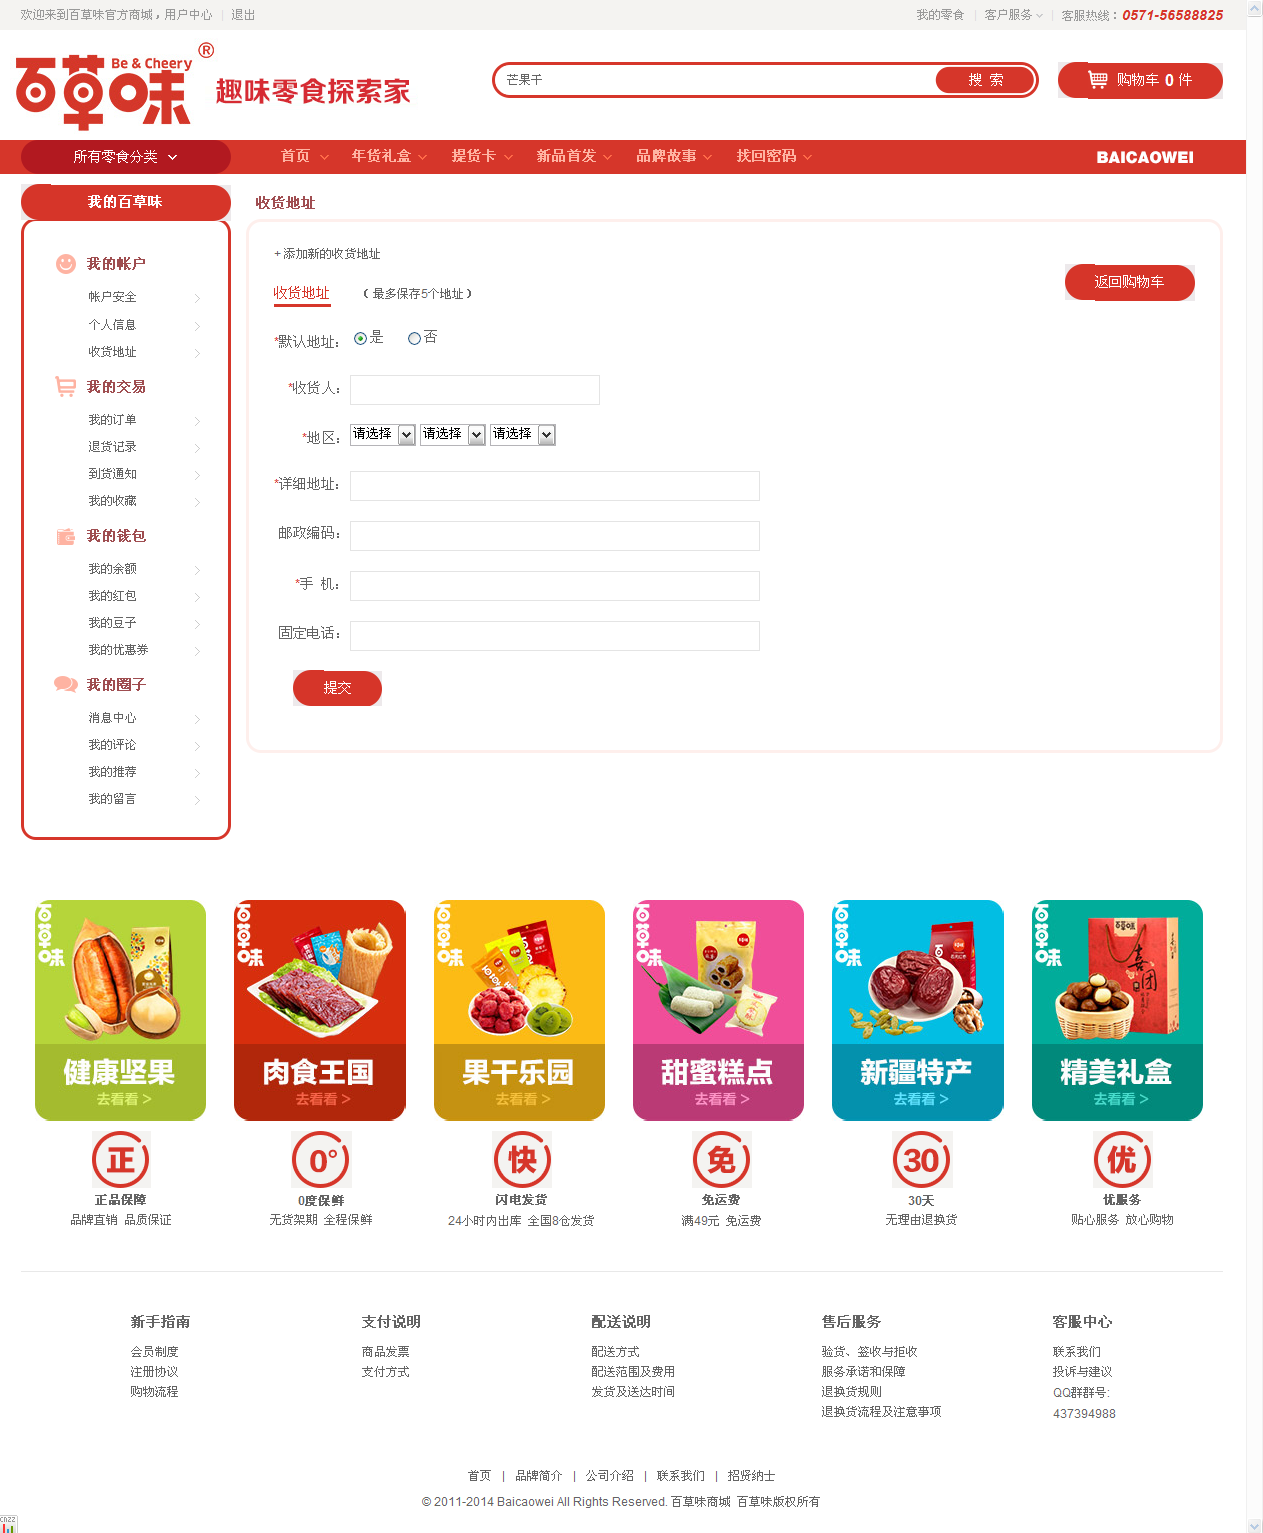 欢迎来到百草味官方商城，用户中心 | 退出
我的零食 | 客户服务 | 客服热线：0571-56588825
百草味 Be & Cheery ® 趣味零食探索家
芒果干 搜 索
购物车 0 件
所有零食分类 首页 年货礼盒 提货卡 新品首发 品牌故事 找回密码 BAICAOWEI
我的百草味
我的帐户
帐户安全
个人信息
收货地址
我的交易
我的订单
退货记录
到货通知
我的收藏
我的钱包
我的余额
我的红包
我的豆子
我的优惠券
我的圈子
消息中心
我的评论
我的推荐
我的留言
收货地址
+ 添加新的收货地址
返回购物车
收货地址 （ 最多保存5个地址 ）
*默认地址： 是 否
*收货人：
*地区： 请选择 请选择 请选择
*详细地址：
邮政编码：
*手 机：
固定电话：
提交
百草味 百草味 百草味 百草味 百草味 百草味
健康坚果 肉食王国 果干乐园 甜蜜糕点 新疆特产 精美礼盒
去看看 > 去看看 > 去看看 > 去看看 > 去看看 > 去看看 >
正 0° 快 免 30 优
正品保障 0度保鲜 闪电发货 免运费 30天 优服务
品牌直销 品质保证 无货架期 全程保鲜 24小时内出库 全国8仓发货 满49元 免运费 无理由退换货 贴心服务 放心购物
新手指南 支付说明 配送说明 售后服务 客服中心
会员制度 商品发票 配送方式 验货、签收与拒收 联系我们
注册协议 支付方式 配送范围及费用 服务承诺和保障 投诉与建议
购物流程 发货及送达时间 退换货规则 QQ群群号:
退换货流程及注意事项 437394988
首页 | 品牌简介 | 公司介绍 | 联系我们 | 招贤纳士
© 2011-2014 Baicaowei All Rights Reserved. 百草味商城 百草味版权所有
CNZZ